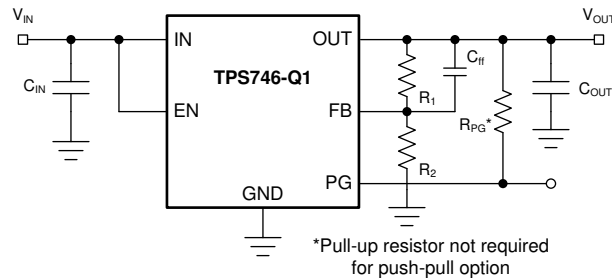 VIN
VOUT
IN
OUT
Cff
TPS746-Q1
CIN
R1
COUT
EN
FB
RPG*
R2
PG
GND
*Pull-up resistor not required
for push-pull option